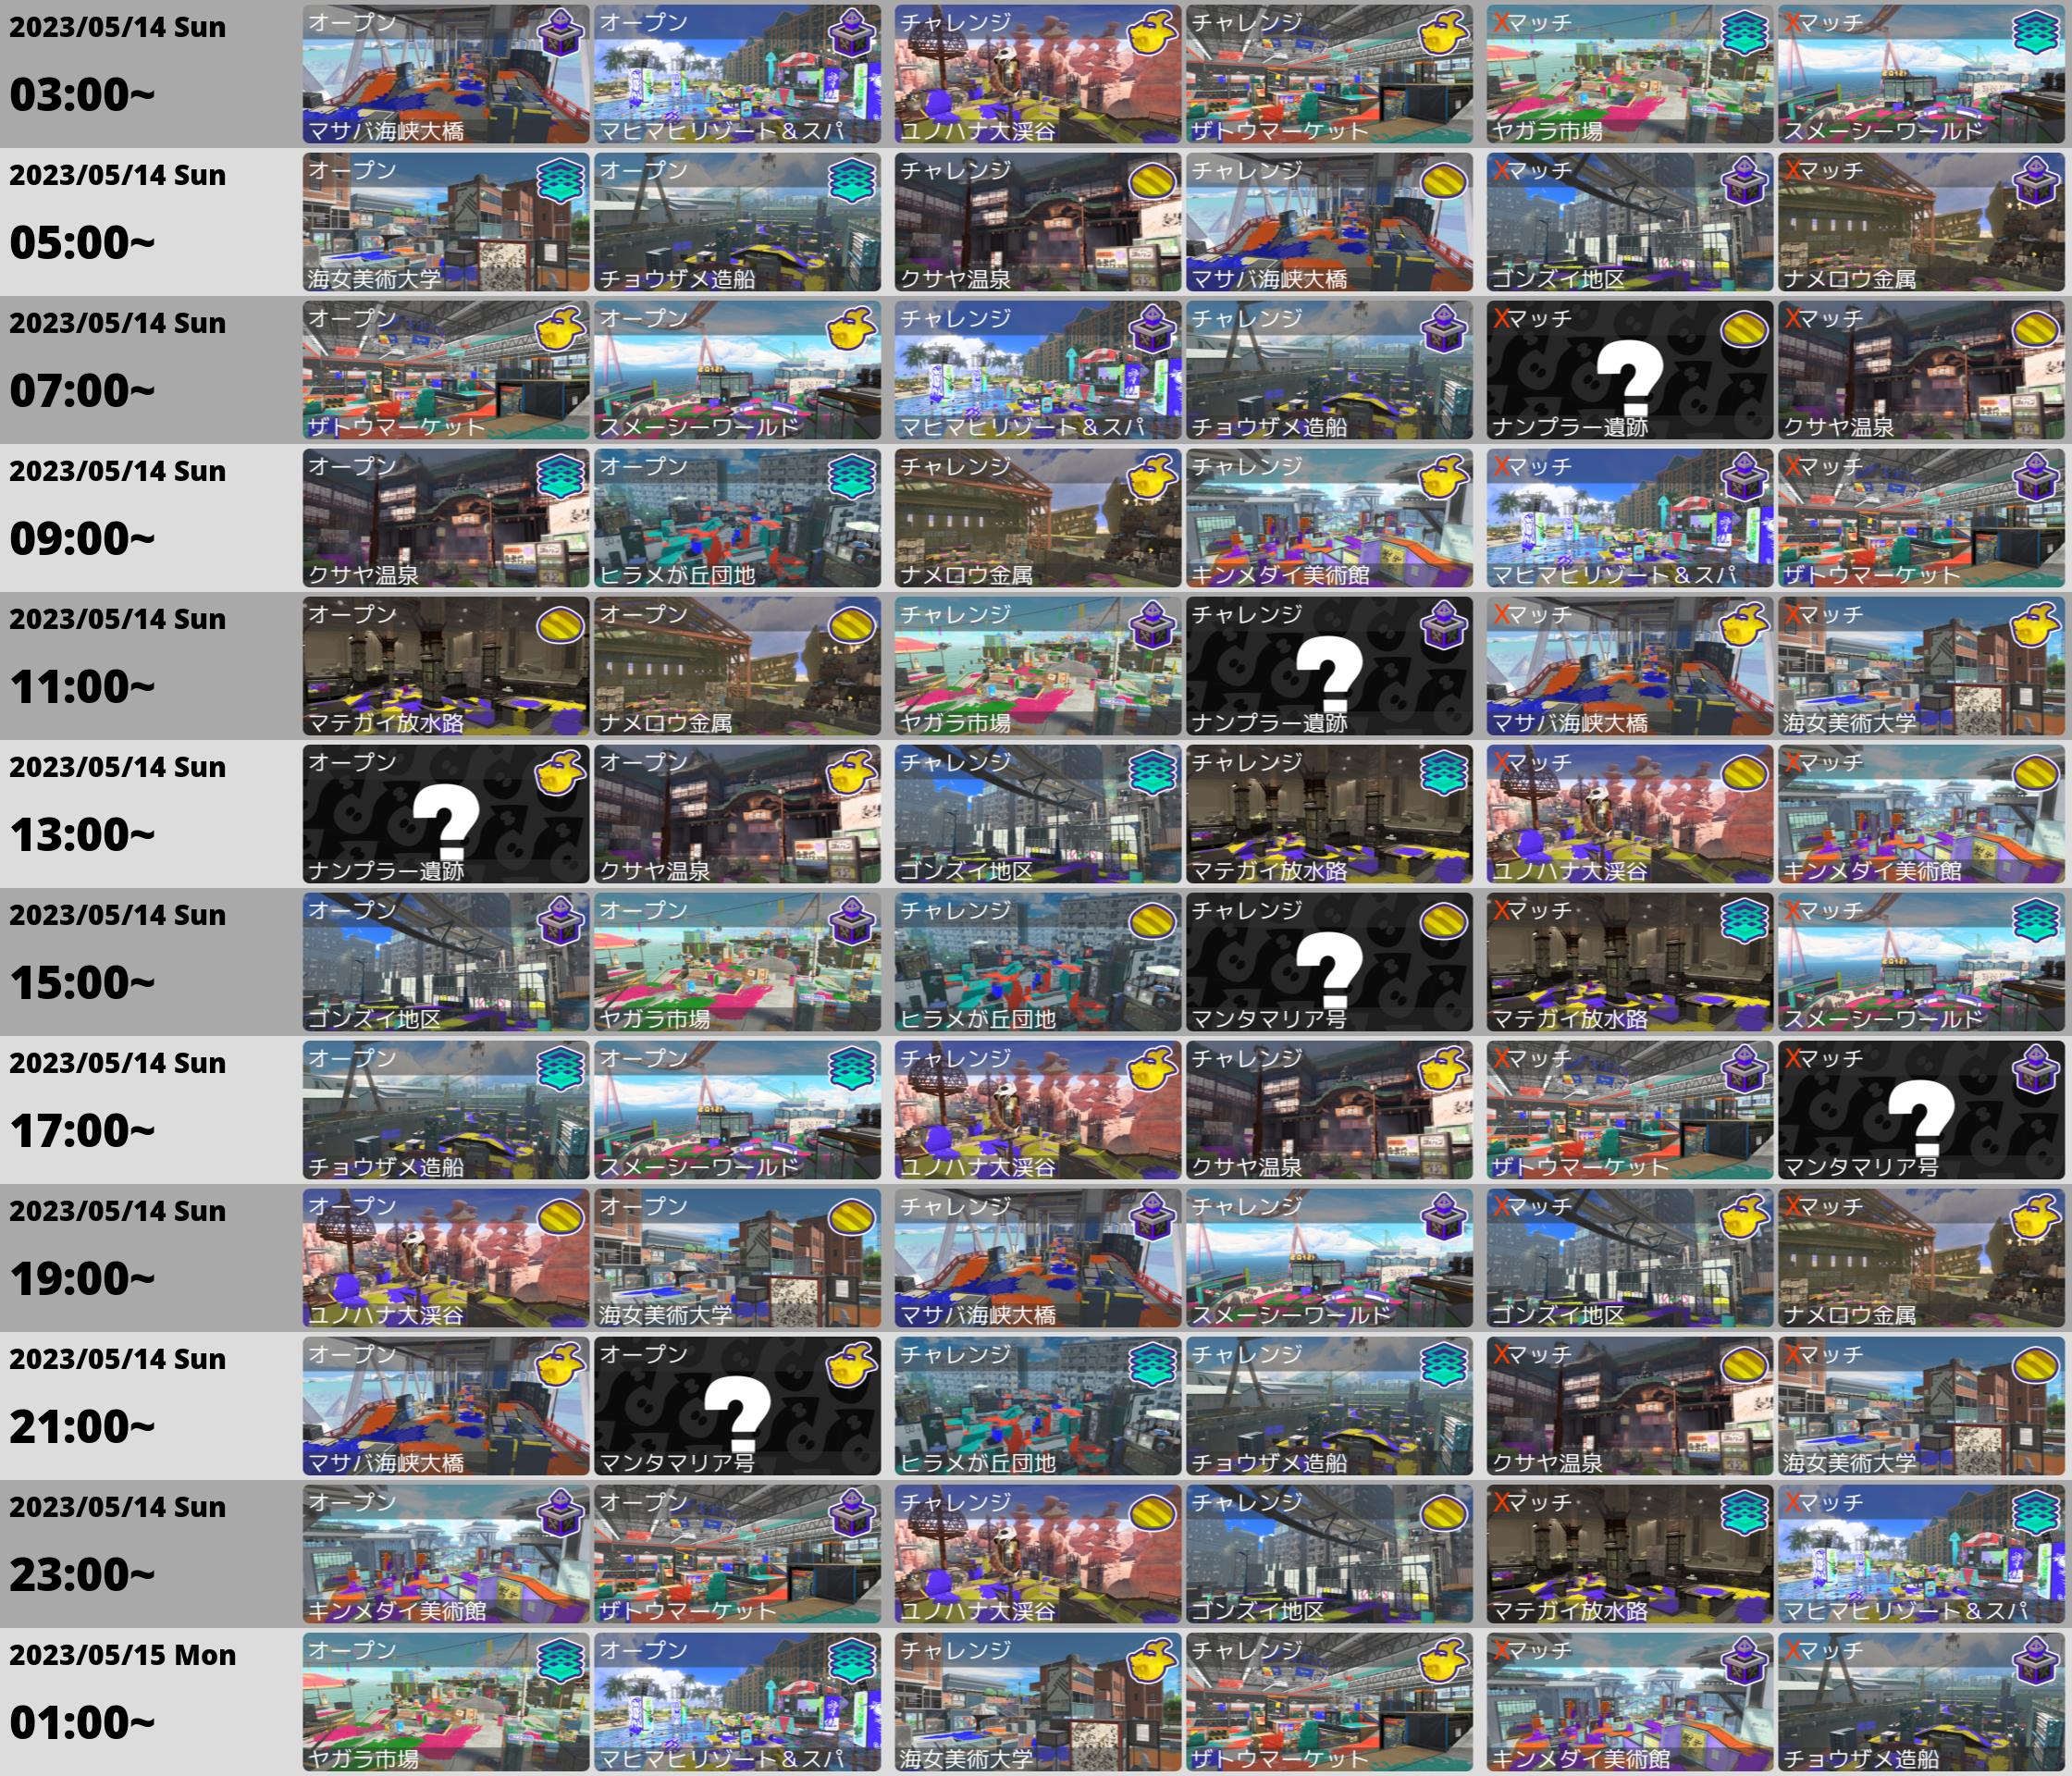 2023/05/14 Sun
03:00~
オープン オープン チャレンジ チャレンジ Xマッチ Xマッチ
マサバ海峡大橋 マヒマヒリゾート＆スパ ユノハナ大渓谷 ザトウマーケット ヤガラ市場 スメーシーワールド
2023/05/14 Sun
05:00~
オープン オープン チャレンジ チャレンジ Xマッチ Xマッチ
海女美術大学 チョウザメ造船 クサヤ温泉 マサバ海峡大橋 ゴンズイ地区 ナメロウ金属
2023/05/14 Sun
07:00~
オープン オープン チャレンジ チャレンジ Xマッチ Xマッチ
?
ザトウマーケット スメーシーワールド マヒマヒリゾート＆スパ チョウザメ造船 ナンプラー遺跡 クサヤ温泉
2023/05/14 Sun
09:00~
オープン オープン チャレンジ チャレンジ Xマッチ Xマッチ
クサヤ温泉 ヒラメが丘団地 ナメロウ金属 キンメダイ美術館 マヒマヒリゾート＆スパ ザトウマーケット
2023/05/14 Sun
11:00~
オープン オープン チャレンジ チャレンジ Xマッチ Xマッチ
?
マテガイ放水路 ナメロウ金属 ヤガラ市場 ナンプラー遺跡 マサバ海峡大橋 海女美術大学
2023/05/14 Sun
13:00~
オープン オープン チャレンジ チャレンジ Xマッチ Xマッチ
?
ナンプラー遺跡 クサヤ温泉 ゴンズイ地区 マテガイ放水路 ユノハナ大渓谷 キンメダイ美術館
2023/05/14 Sun
15:00~
オープン オープン チャレンジ チャレンジ Xマッチ Xマッチ
?
ゴンズイ地区 ヤガラ市場 ヒラメが丘団地 マンタマリア号 マテガイ放水路 スメーシーワールド
2023/05/14 Sun
17:00~
オープン オープン チャレンジ チャレンジ Xマッチ Xマッチ
?
チョウザメ造船 スメーシーワールド ユノハナ大渓谷 クサヤ温泉 ザトウマーケット マンタマリア号
2023/05/14 Sun
19:00~
オープン オープン チャレンジ チャレンジ Xマッチ Xマッチ
ユノハナ大渓谷 海女美術大学 マサバ海峡大橋 スメーシーワールド ゴンズイ地区 ナメロウ金属
2023/05/14 Sun
21:00~
オープン オープン チャレンジ チャレンジ Xマッチ Xマッチ
?
マサバ海峡大橋 マンタマリア号 ヒラメが丘団地 チョウザメ造船 クサヤ温泉 海女美術大学
2023/05/14 Sun
23:00~
オープン オープン チャレンジ チャレンジ Xマッチ Xマッチ
キンメダイ美術館 ザトウマーケット ユノハナ大渓谷 ゴンズイ地区 マテガイ放水路 マヒマヒリゾート＆スパ
2023/05/15 Mon
01:00~
オープン オープン チャレンジ チャレンジ Xマッチ Xマッチ
ヤガラ市場 マヒマヒリゾート＆スパ 海女美術大学 ザトウマーケット キンメダイ美術館 チョウザメ造船